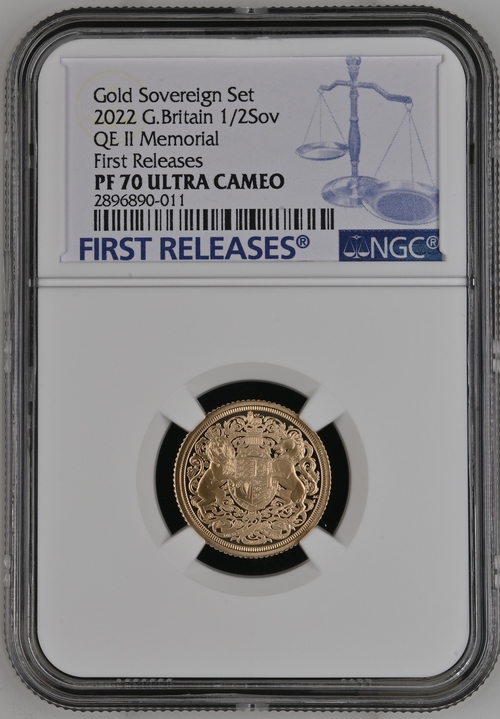 Gold Sovereign Set
2022 G.Britain 1/2Sov
QE II Memorial
First Releases
PF 70 ULTRA CAMEO
2896890-011
FIRST RELEASES®
NGC®